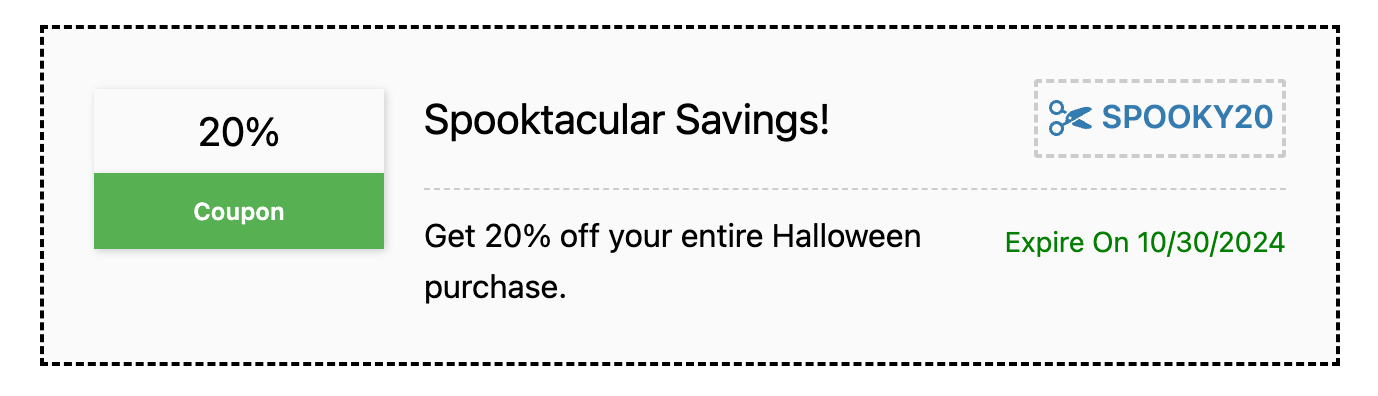 20%
Coupon
Spooktacular Savings!
SPOOKY20
Get 20% off your entire Halloween
purchase.
Expire On 10/30/2024